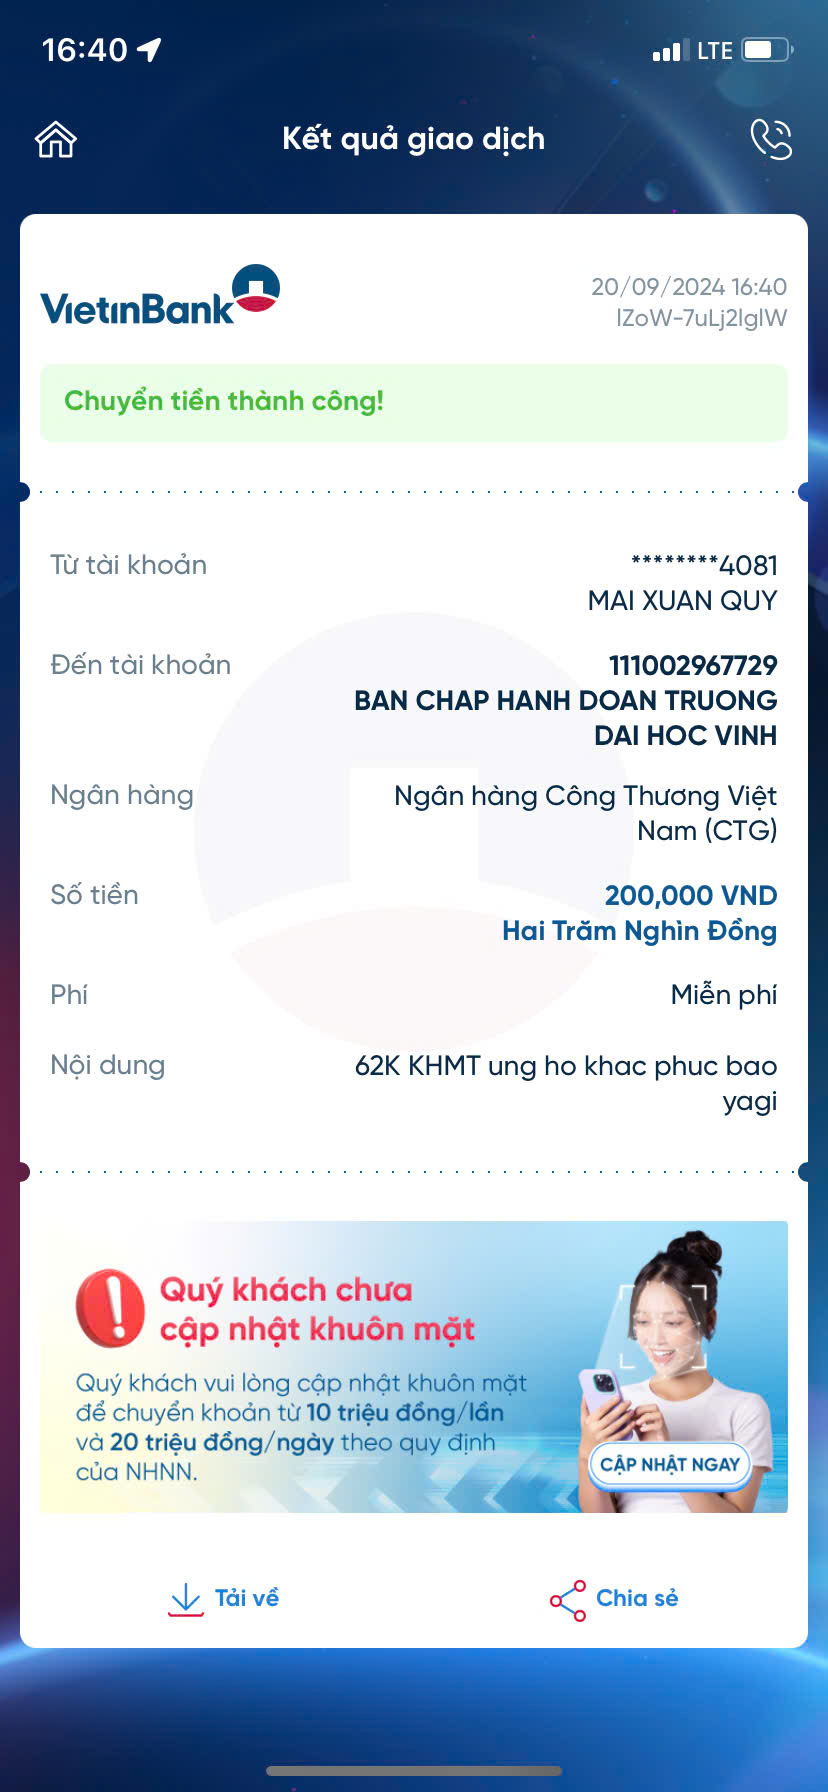 16:40
LTE
Kết quả giao dịch
VietinBank
20/09/2024 16:40
lZoW-7uLj2lglW
Chuyển tiền thành công!
Từ tài khoản
********4081
MAI XUAN QUY
Đến tài khoản
111002967729
BAN CHAP HANH DOAN TRUONG
DAI HOC VINH
Ngân hàng
Ngân hàng Công Thương Việt
Nam (CTG)
Số tiền
200,000 VND
Hai Trăm Nghìn Đồng
Phí
Miễn phí
Nội dung
62K KHMT ung ho khac phuc bao
yagi
Quý khách chưa
cập nhật khuôn mặt
Quý khách vui lòng cập nhật khuôn mặt
để chuyển khoản từ 10 triệu đồng/lần
và 20 triệu đồng/ngày theo quy định
của NHNN.
CẬP NHẬT NGAY
Tải về
Chia sẻ